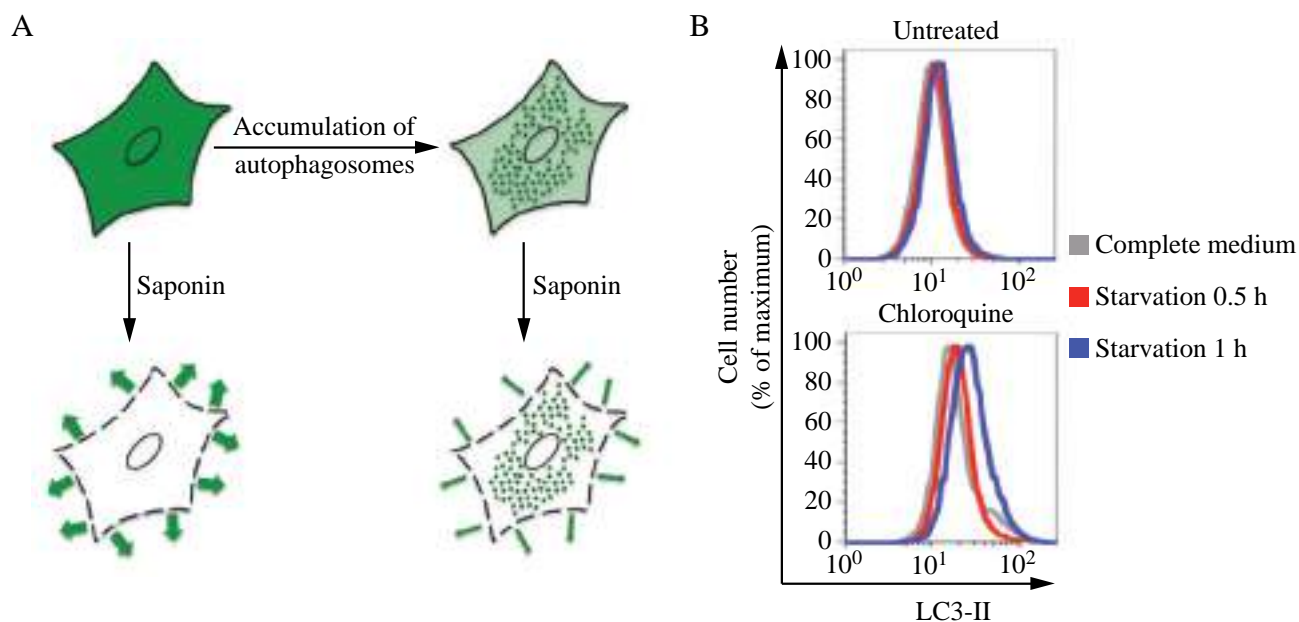 A
Accumulation of
autophagosomes
Saponin
Saponin
B
Untreated
100
80
60
40
20
0
10⁰
10¹
10²
Chloroquine
100
80
60
40
20
0
10⁰
10¹
10²
Cell number
(% of maximum)
LC3-II
Complete medium
Starvation 0.5 h
Starvation 1 h